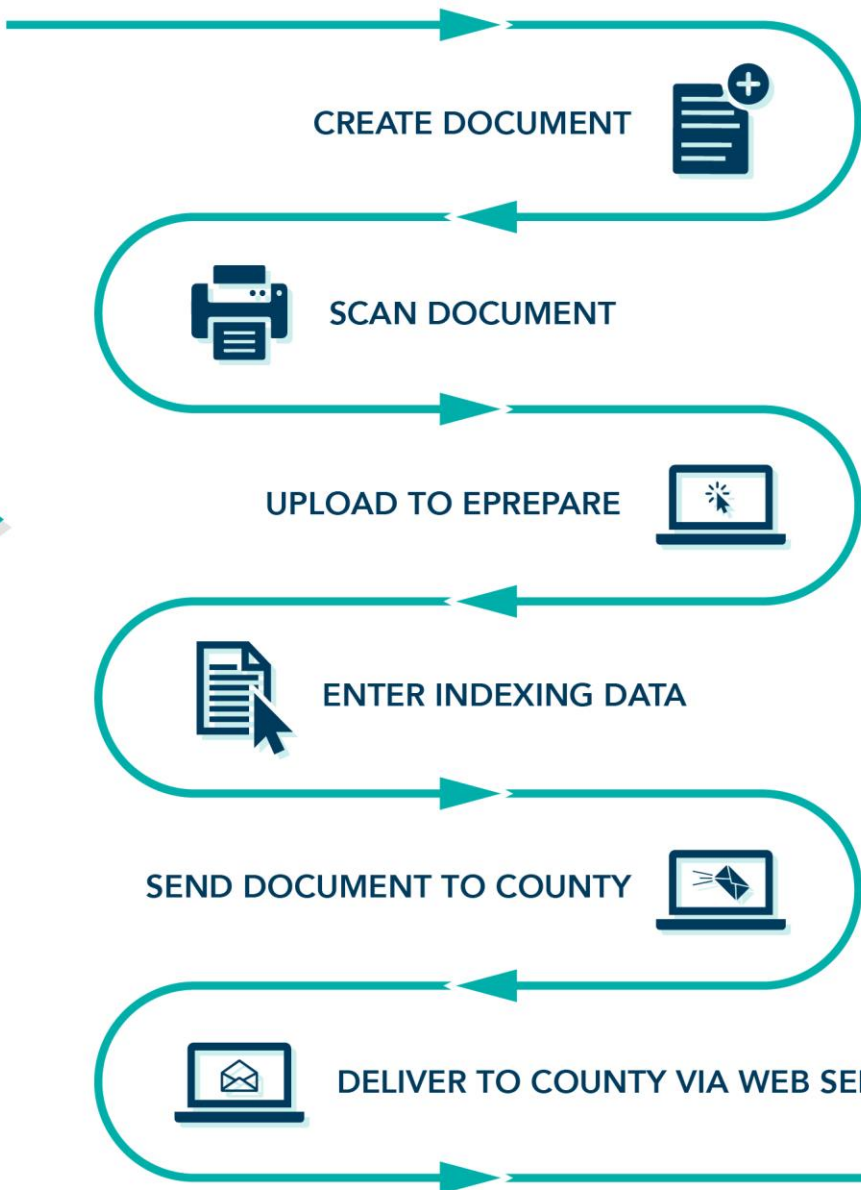 CREATE DOCUMENT
SCAN DOCUMENT
UPLOAD TO EPREPARE
ENTER INDEXING DATA
SEND DOCUMENT TO COUNTY
DELIVER TO COUNTY VIA WEB